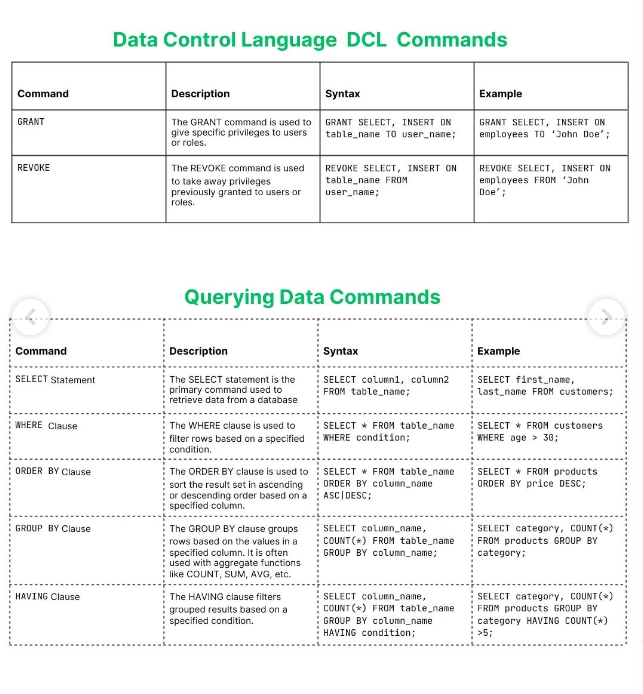 Data Control Language DCL Commands
Command
Description
Syntax
Example
GRANT
The GRANT command is used to
give specific privileges to users
or roles.
GRANT SELECT, INSERT ON
table_name TO user_name;
GRANT SELECT, INSERT ON
employees TO ‘John Doe’;
REVOKE
The REVOKE command is used
to take away privileges
previously granted to users or
roles.
REVOKE SELECT, INSERT ON
table_name FROM
user_name;
REVOKE SELECT, INSERT ON
employees FROM ‘John
Doe’;
Querying Data Commands
Command
Description
Syntax
Example
SELECT Statement
The SELECT statement is the
primary command used to
retrieve data from a database
SELECT column1, column2
FROM table_name;
SELECT first_name,
last_name FROM customers;
WHERE Clause
The WHERE clause is used to
filter rows based on a specified
condition.
SELECT * FROM table_name
WHERE condition;
SELECT * FROM customers
WHERE age > 30;
ORDER BY Clause
The ORDER BY clause is used to
sort the result set in ascending
or descending order based on a
specified column.
SELECT * FROM table_name
ORDER BY column_name
ASC|DESC;
SELECT * FROM products
ORDER BY price DESC;
GROUP BY Clause
The GROUP BY clause groups
rows based on the values in a
specified column. It is often
used with aggregate functions
like COUNT, SUM, AVG, etc.
SELECT column_name,
COUNT(*) FROM table_name
GROUP BY column_name;
SELECT category, COUNT(*)
FROM products GROUP BY
category;
HAVING Clause
The HAVING clause filters
grouped results based on a
specified condition.
SELECT column_name,
COUNT(*) FROM table_name
GROUP BY column_name
HAVING condition;
SELECT category, COUNT(*)
FROM products GROUP BY
category HAVING COUNT(*)
>5;